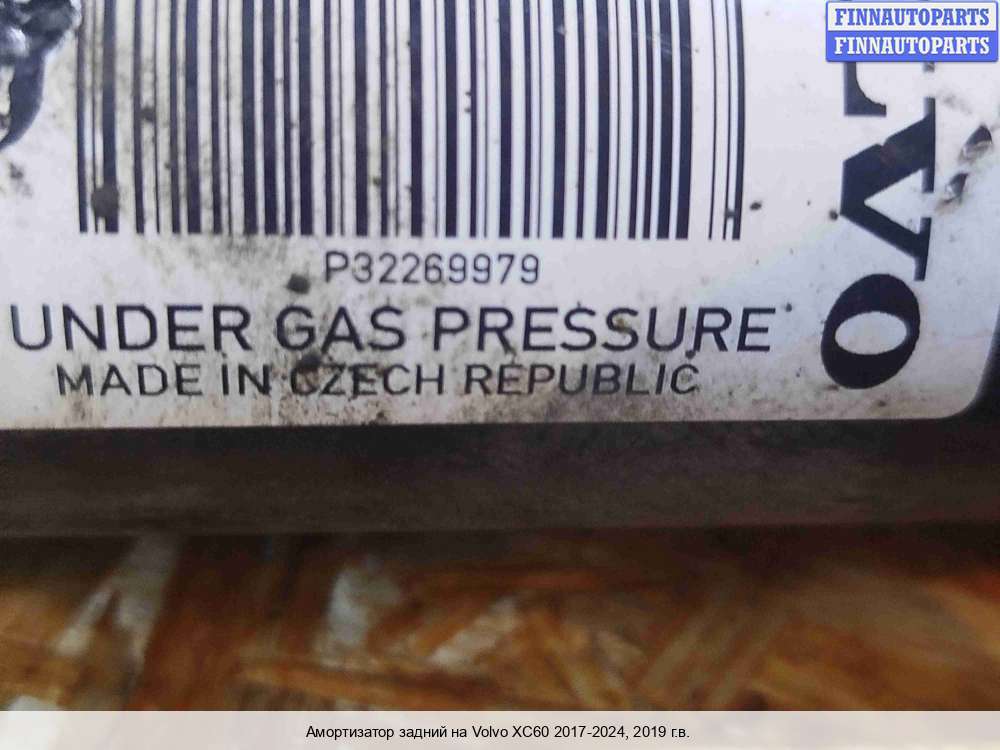 FINNAUTOPARTS
FINNAUTOPARTS
P32269979
UNDER GAS PRESSURE
MADE IN CZECH REPUBLIC
Амортизатор задний на Volvo XC60 2017-2024, 2019 г.в.